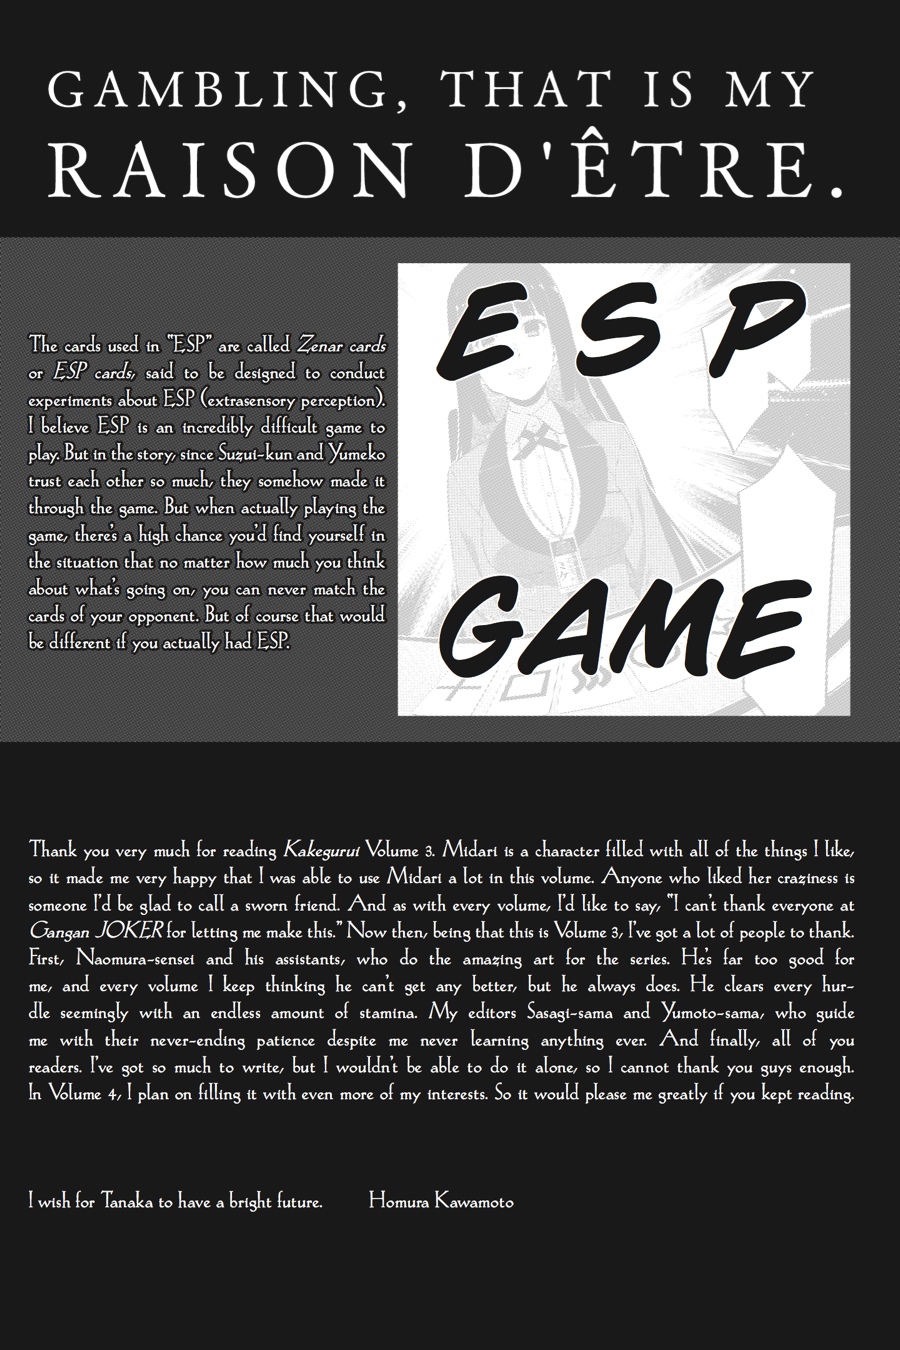 GAMBLING, THAT IS MY
RAISON D'ÊTRE.
The cards used in "ESP" are called Zenar cards
or ESP cards, said to be designed to conduct
experiments about ESP (extrasensory perception).
I believe ESP is an incredibly difficult game to
play. But in the story, since Suzui-kun and Yumeko
trust each other so much, they somehow made it
through the game. But when actually playing the
game, there's a high chance you'd find yourself in
the situation that no matter how much you think
about what's going on, you can never match the
cards of your opponent. But of course that would
be different if you actually had ESP.
ESP
GAME
Thank you very much for reading Kakegurui Volume 3. Midari is a character filled with all of the things I like,
so it made me very happy that I was able to use Midari a lot in this volume. Anyone who liked her craziness is
someone I'd be glad to call a sworn friend. And as with every volume, I'd like to say, "I can't thank everyone at
Gangan JOKER for letting me make this." Now then, being that this is Volume 3, I've got a lot of people to thank.
First, Naomura-sensei and his assistants, who do the amazing art for the series. He's far too good for
me, and every volume I keep thinking he can't get any better, but he always does. He clears every hur-
dle seemingly with an endless amount of stamina. My editors Sasagi-sama and Yumoto-sama, who guide
me with their never-ending patience despite me never learning anything ever. And finally, all of you
readers. I've got so much to write, but I wouldn't be able to do it alone, so I cannot thank you guys enough.
In Volume 4, I plan on filling it with even more of my interests. So it would please me greatly if you kept reading.
I wish for Tanaka to have a bright future. Homura Kawamoto